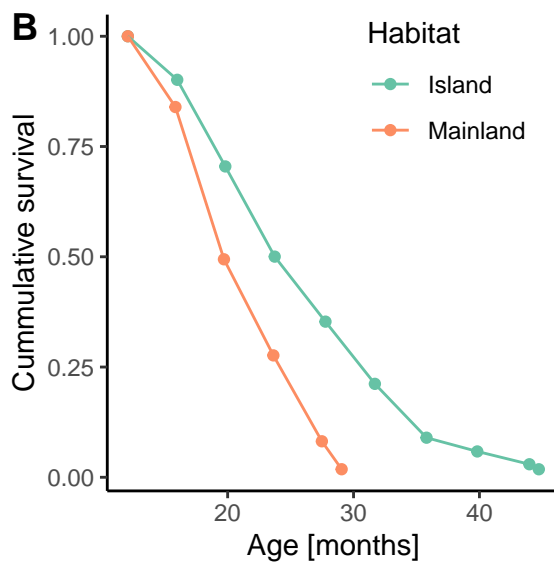 B
Habitat
Island
Mainland
Cummulative survival
1.00
0.75
0.50
0.25
0.00
20
30
40
Age [months]